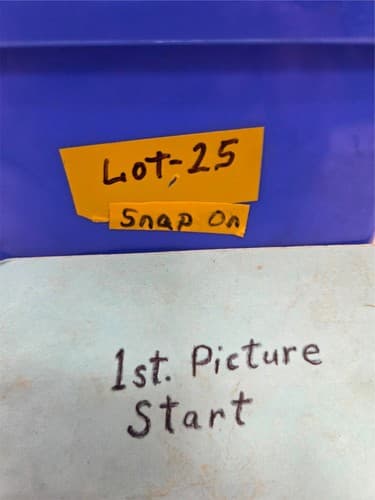 Lot-25
Snap On
1st. Picture
Start